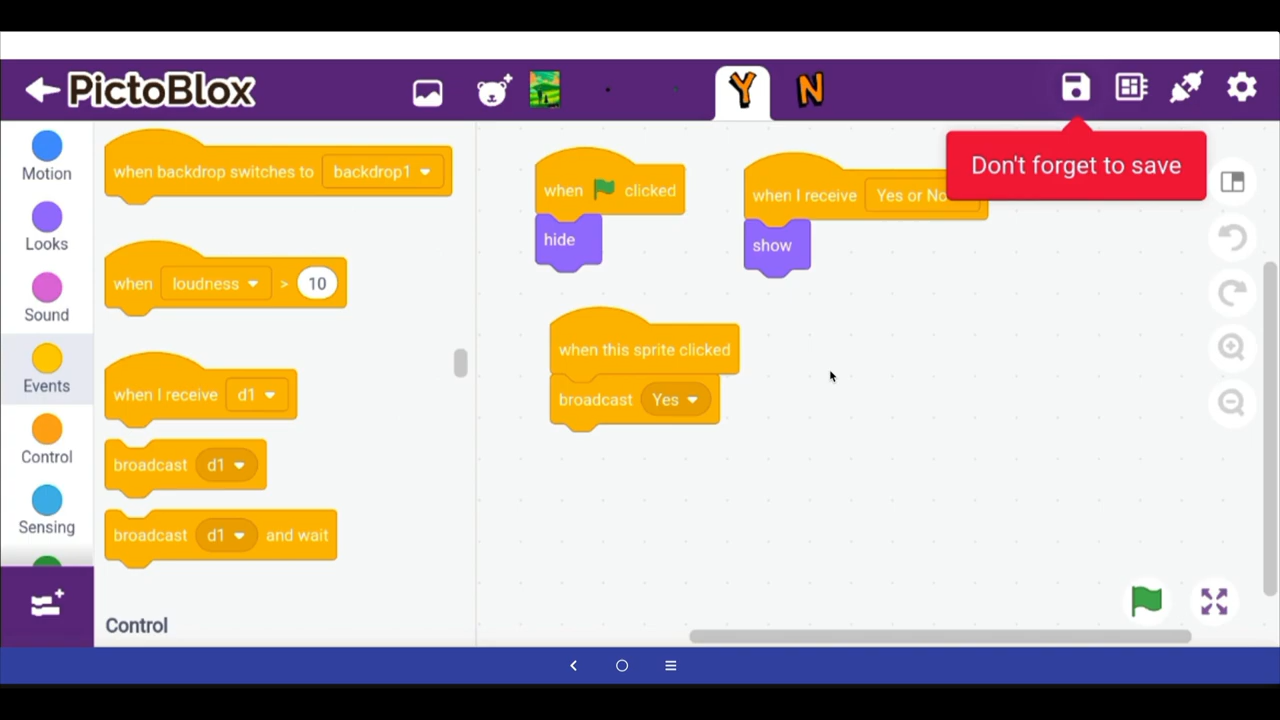 PictoBlox
Y
N
Don't forget to save
Motion
Looks
Sound
Events
Control
Sensing
when backdrop switches to backdrop1
when loudness > 10
when I receive d1
broadcast d1
broadcast d1 and wait
Control
when clicked
hide
when I receive Yes or No
show
when this sprite clicked
broadcast Yes